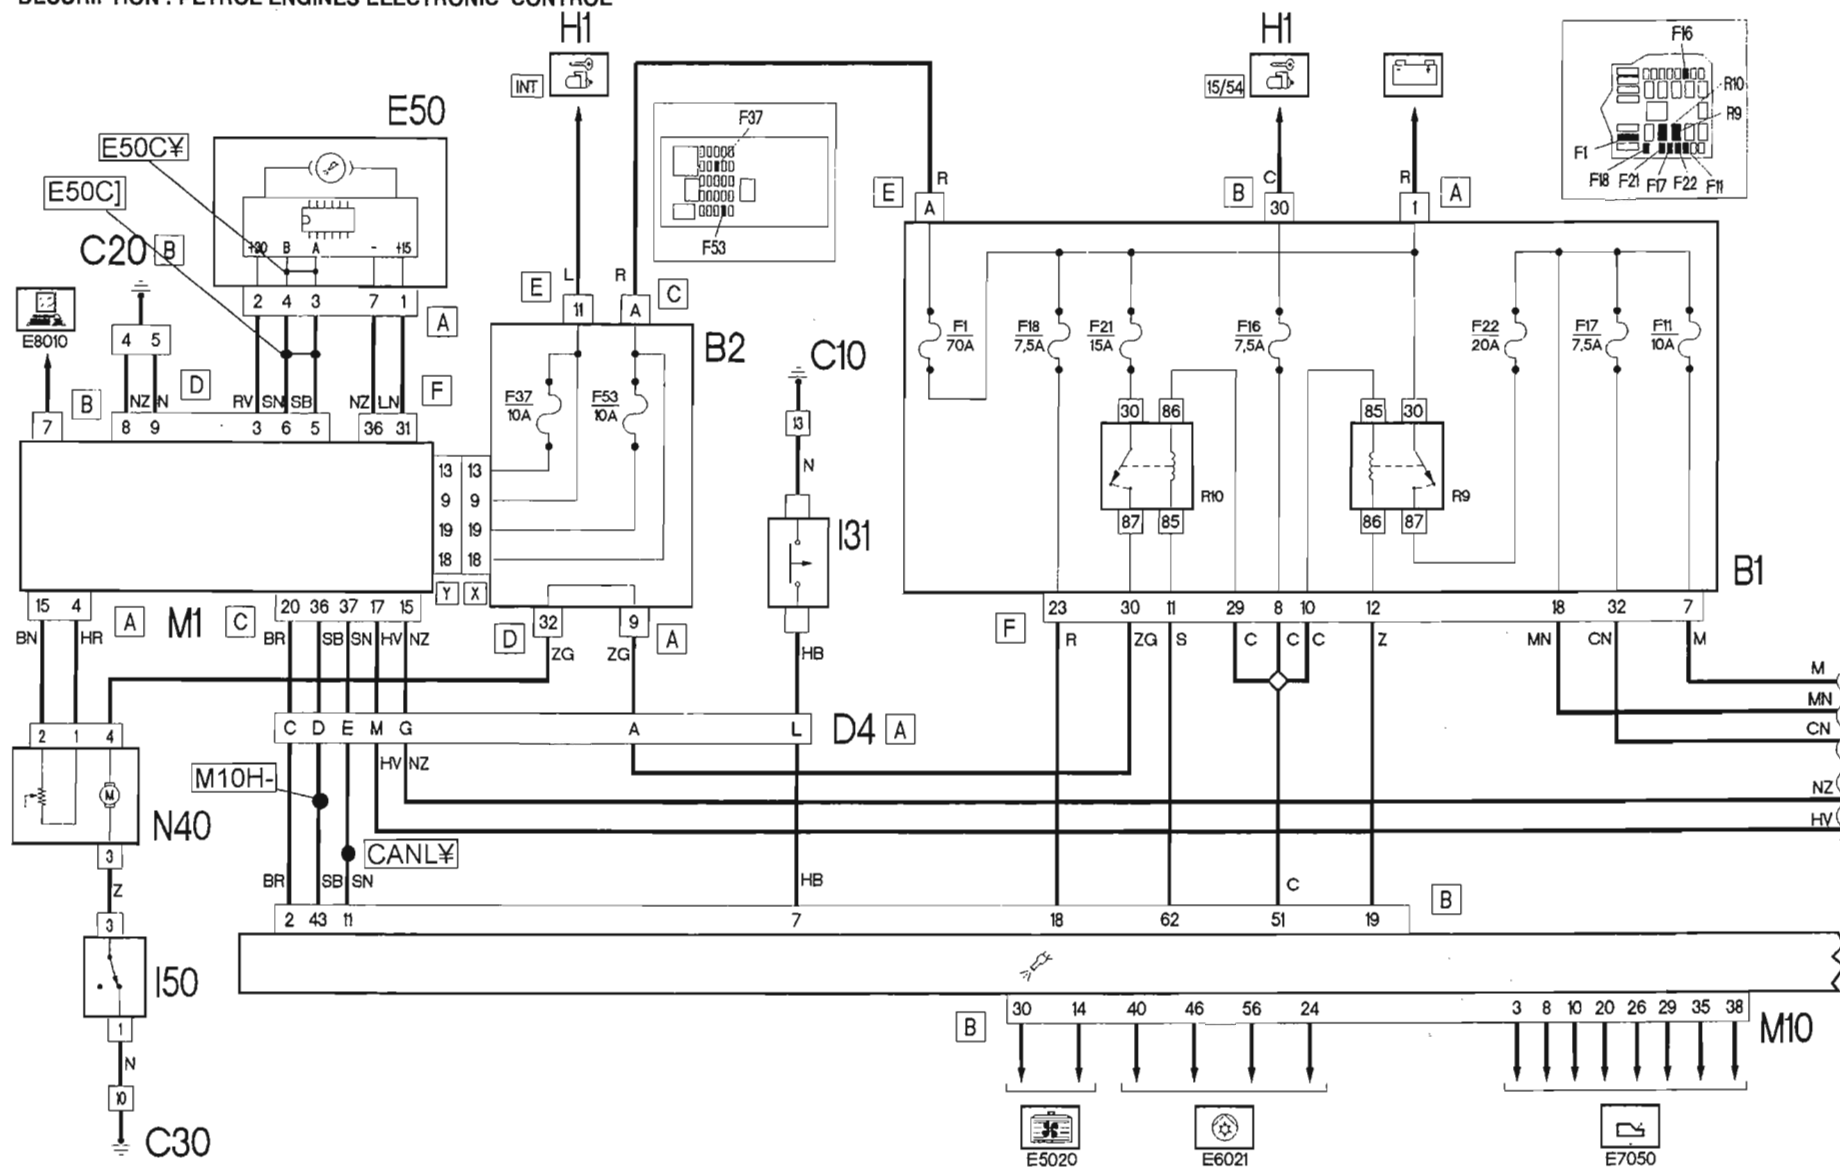 DECSRIPTION : PETROL ENGINES ELECTRONIC CONTROL
H1
H1
F16
INT
15/54
R10
R9
E50
F37
F1
E50C¥
F18 F21 F17 F22 F11
E50C]
R
C
R
E A
B 30
1 A
F53
C20 B
+30 B A - +15
L
R
E
C
2 4 3 7 1
A
11
A
E8010
4 5
B2
F1
70A
F18
7,5A
F21
15A
F16
7,5A
F22
20A
F17
7,5A
F11
10A
C10
D
F
B
NZ N
RV SN SB
NZ LN
F37
10A
F53
10A
30 86
85 30
7
8 9
3 6 5
36 31
13
13 13
N
9 9
R10
R9
19 19
87 85
86 87
18 18
I31
B1
Y X
15 4
A
M1
C
20 36 37 17 15
32
9
23 30 11 29 8 10 12 18 32 7
F
D
A
BN HR
BR SB SN HV NZ
ZG
ZG
HB
R ZG S C C C Z MN CN M
M
MN
C D E M G A L
D4 A
CN
2 1 4
HV NZ
M10H-
NZ
M
N40
HV
CANL¥
3
Z
BR SB SN
HB
C
B
3
2 43 11 7 18 62 51 19
I50
1
B
30 14 40 46 56 24
3 8 10 20 26 29 35 38
M10
N
10
C30
E5020
E6021
E7050